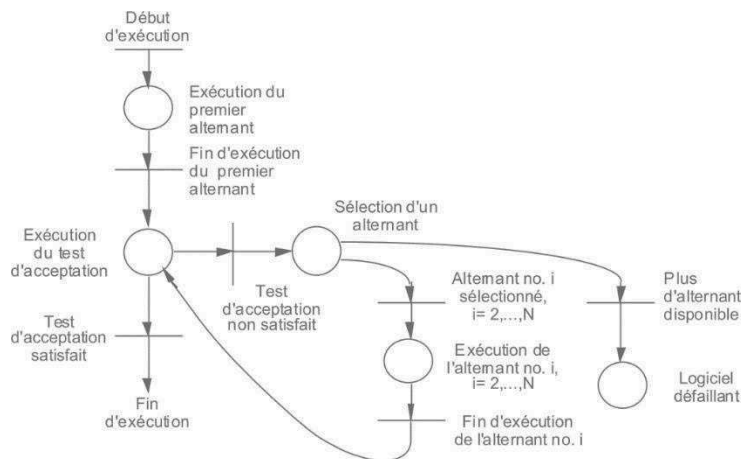 Début
d'exécution
Exécution du
premier
alternant
Fin d'exécution
du premier
alternant
Exécution
du test
d'acceptation
Sélection d'un
alternant
Test
d'acceptation
non satisfait
Test
d'acceptation
satisfait
Fin
d'exécution
Alternant no. i
sélectionné,
i= 2,...,N
Exécution de
l'alternant no. i,
i= 2,...,N
Fin d'exécution
de l'alternant no. i
Plus
d'alternant
disponible
Logiciel
défaillant